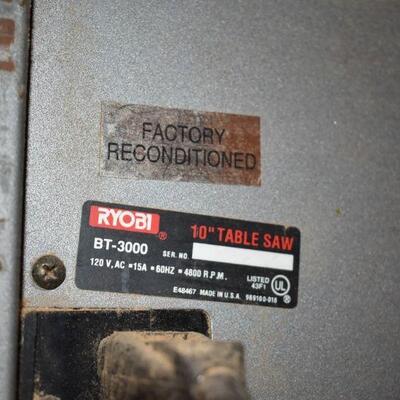 FACTORY
RECONDITIONED
RYOBI®
10" TABLE SAW
BT-3000 SER. NO.
120 V, AC ▪ 15A ▪ 60HZ ▪ 4800 R.P.M.
LISTED
43F1
UL ®
E48467 MADE IN U.S.A. 969160-016